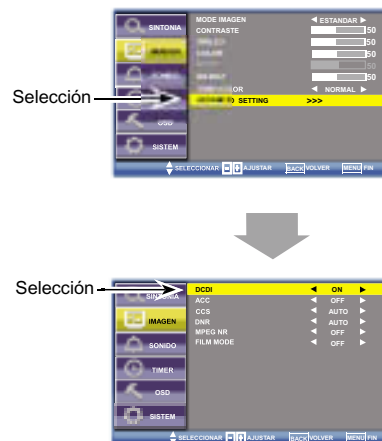 SINTONIA
MODE IMAGEN ◀ ESTANDAR ▶
CONTRASTE 50
50
50
50
50
NORMAL ▶
SETTING >>>
Selección
OSD
SISTEM
SELECCIONAR AJUSTAR BACK VOLVER MENU FIN
Selección
DCDI ◀ ON ▶
ACC ◀ OFF ▶
CCS ◀ AUTO ▶
DNR ◀ AUTO ▶
MPEG NR ◀ OFF ▶
FILM MODE ◀ OFF ▶
IMAGEN
SONIDO
TIMER
OSD
SISTEM
SELECCIONAR AJUSTAR BACK VOLVER MENU FIN